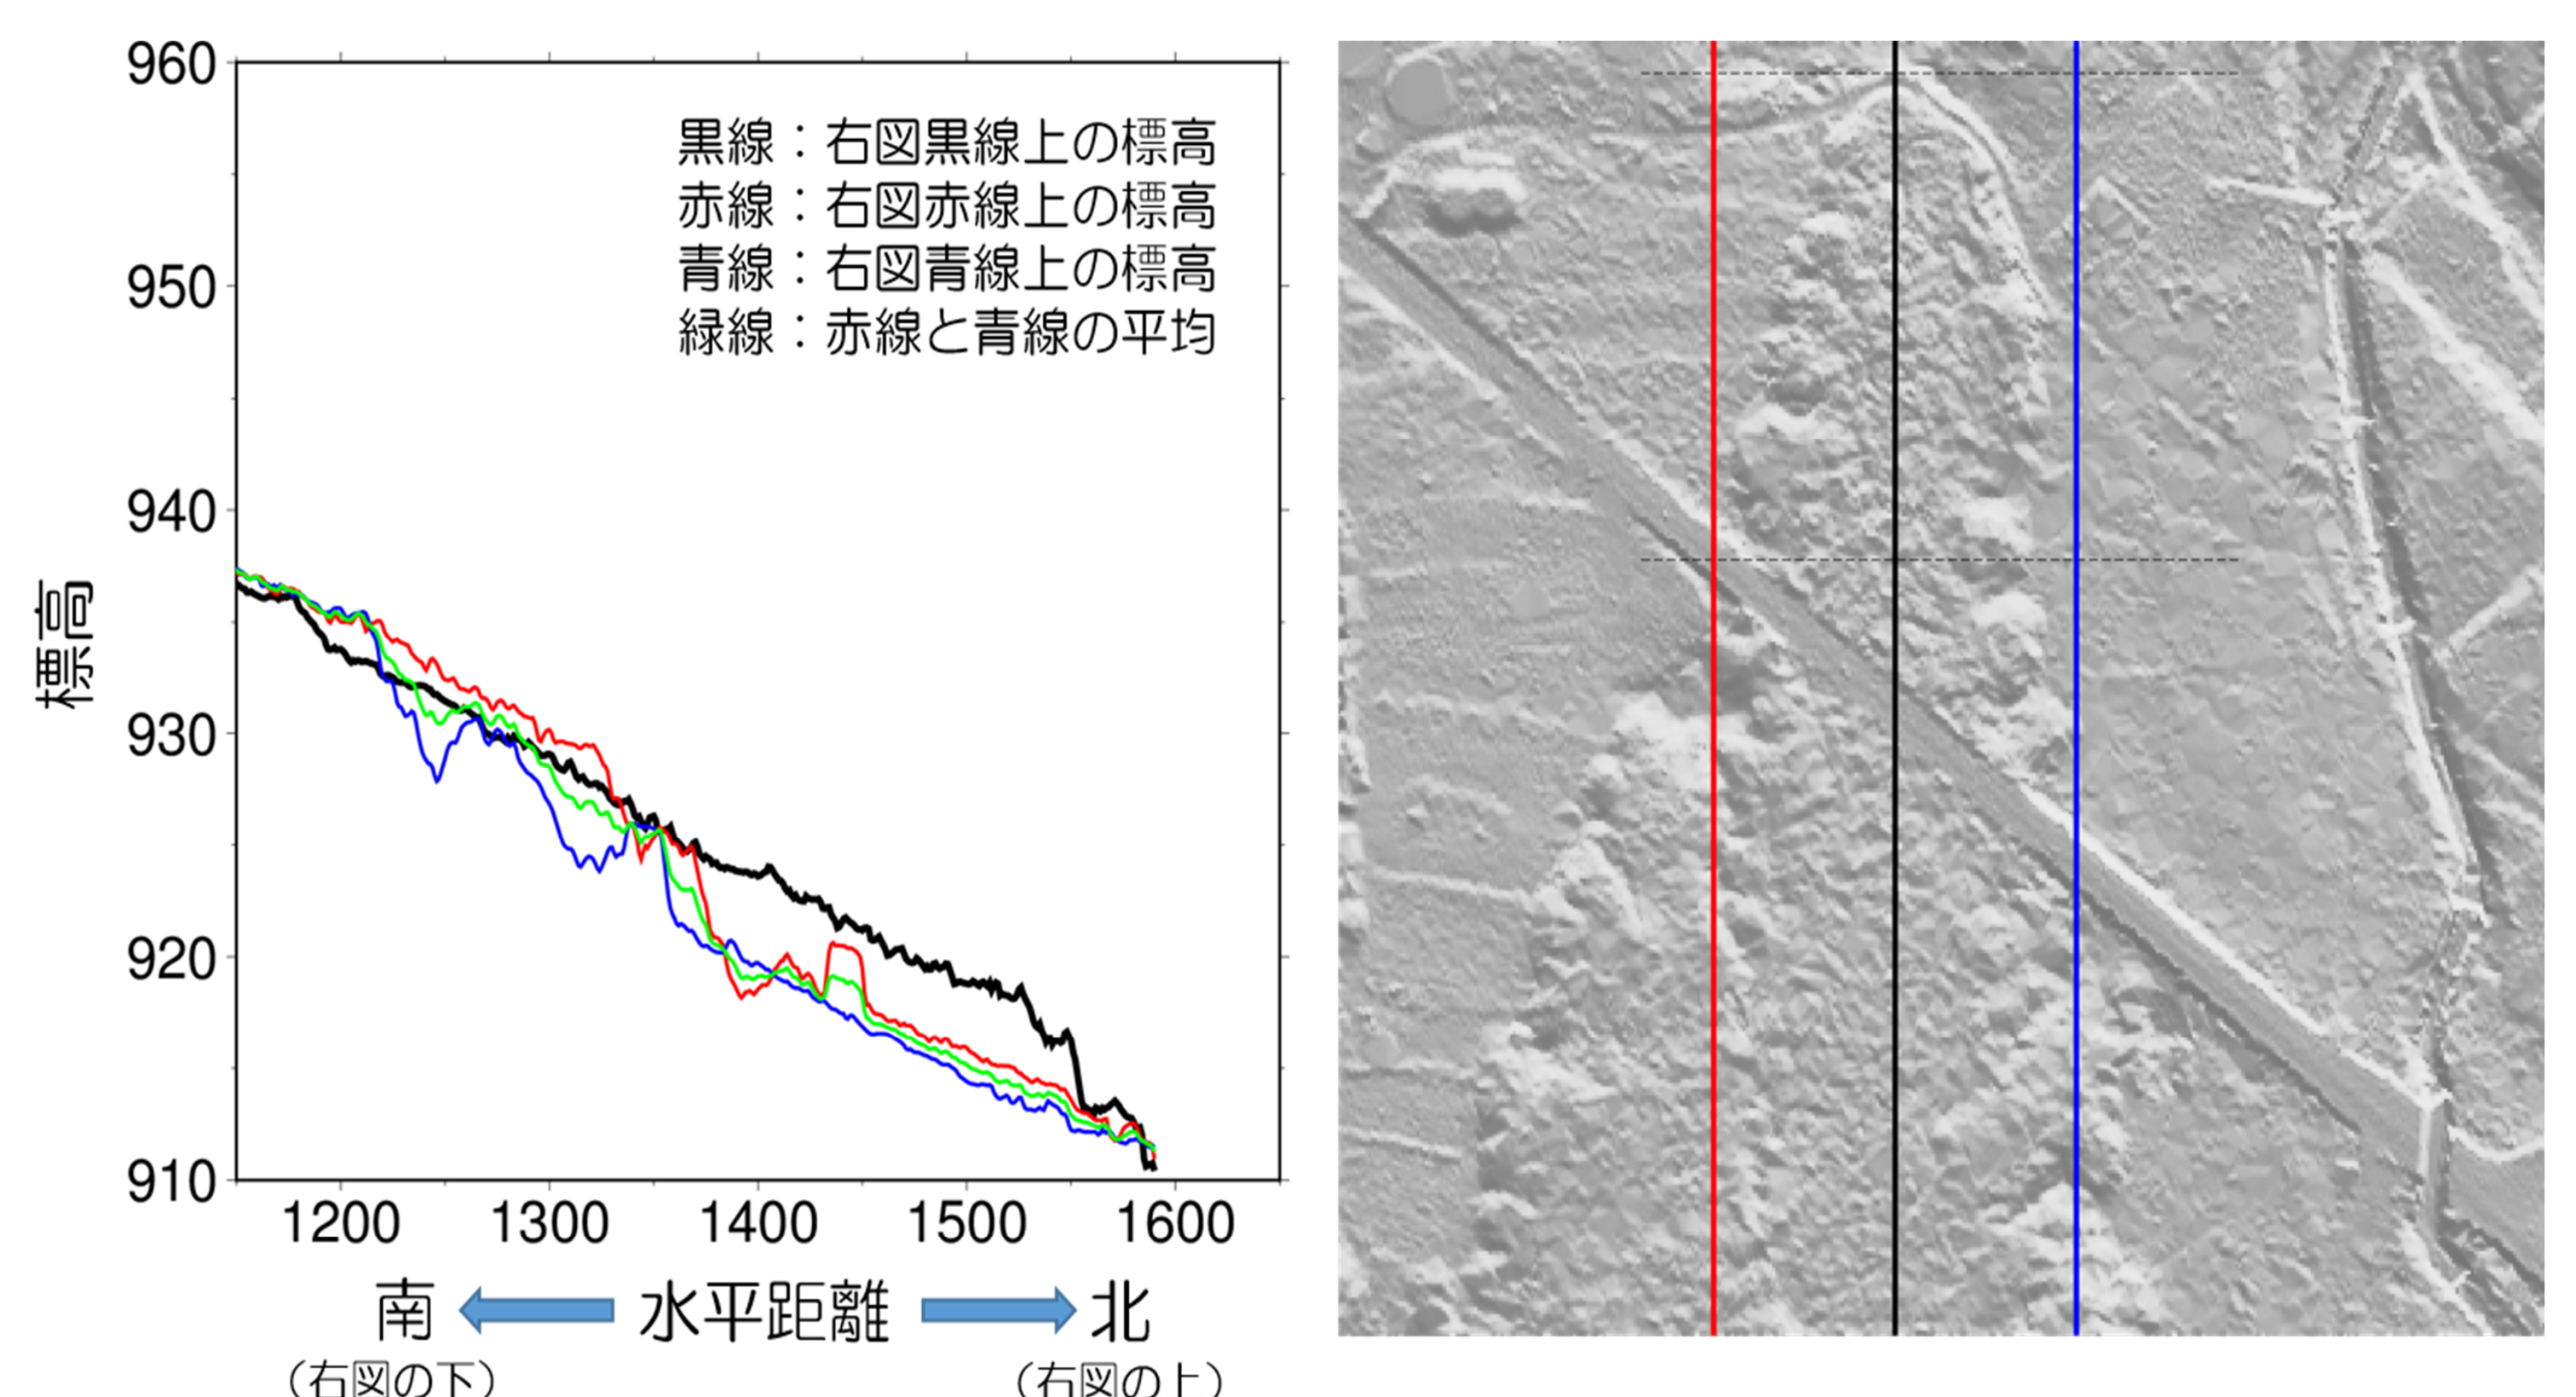 960
950
940
930
920
910
標高
黒線：右図黒線上の標高
赤線：右図赤線上の標高
青線：右図青線上の標高
緑線：赤線と青線の平均
1200 1300 1400 1500 1600
南 水平距離 北
（右図の下） （右図の上）